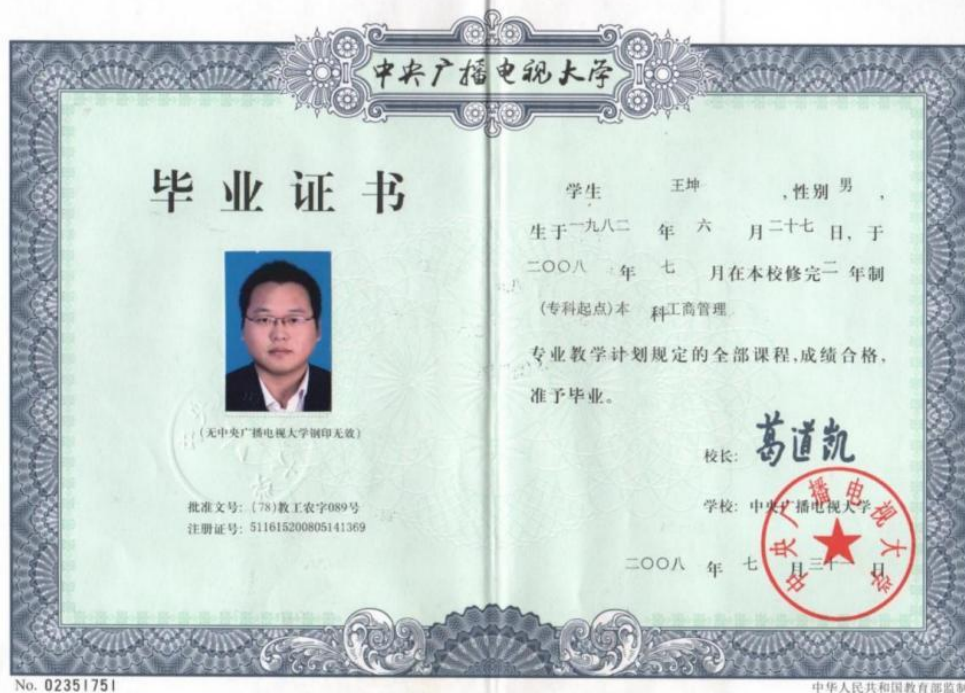 中央广播电视大学
毕业证书
(无中央广播电视大学钢印无效)
批准文号: (78)教工农字089号
注册证号: 511615200805141369
学生 王坤 ,性别 男 ,
生于一九八二 年 六 月二十七 日, 于
二〇〇八 年 七 月在本校修完二 年制
(专科起点)本 科工商管理
专业教学计划规定的全部课程,成绩合格,
准予毕业。
校长: 葛道凯
学校: 中央广播电视大学
二〇〇八 年 七 月三十一日
中央广播电视大学
No. 02351751
中华人民共和国教育部监制